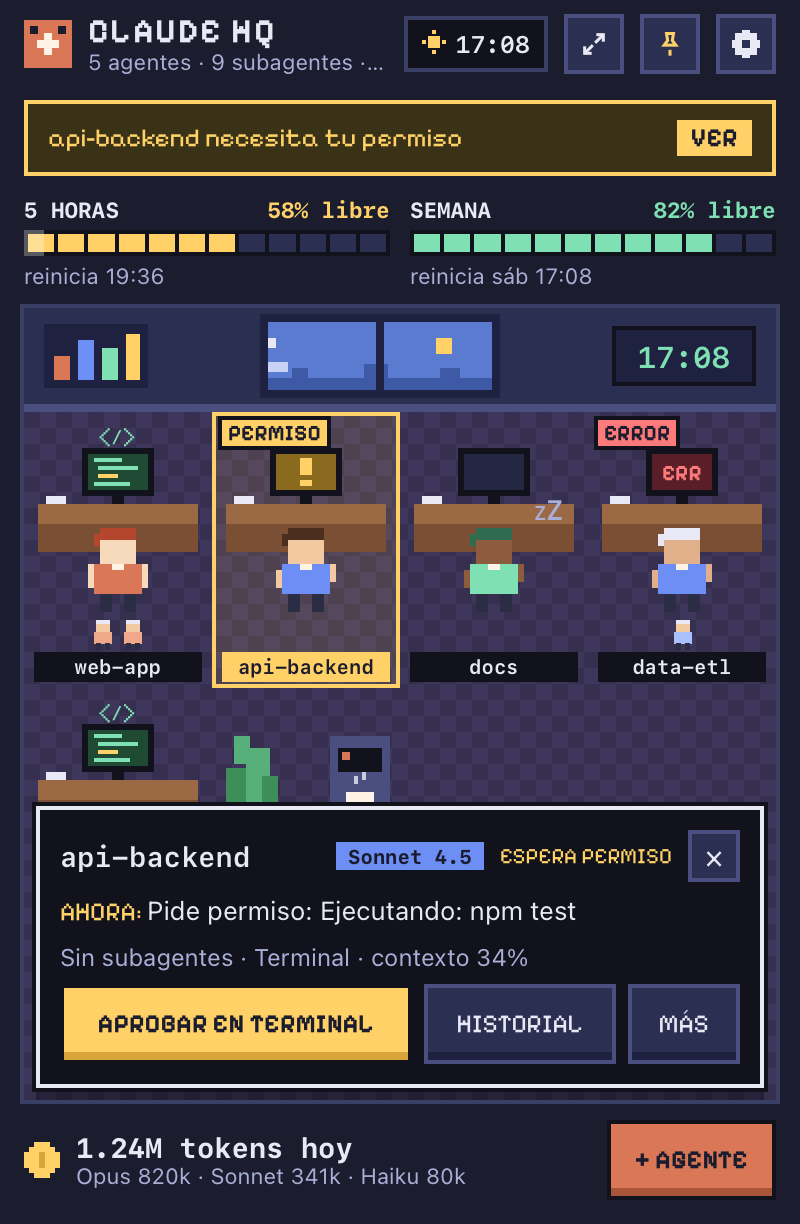 CLAUDE HQ
5 agentes · 9 subagentes ·...
17:08
api-backend necesita tu permiso
VER
5 HORAS
58% libre
SEMANA
82% libre
reinicia 19:36
reinicia sáb 17:08
17:08
</>
PERMISO
!
zZ
ERROR
ERR
web-app
api-backend
docs
data-etl
</>
api-backend
Sonnet 4.5
ESPERA PERMISO
×
AHORA: Pide permiso: Ejecutando: npm test
Sin subagentes · Terminal · contexto 34%
APROBAR EN TERMINAL
HISTORIAL
MÁS
1.24M tokens hoy
Opus 820k · Sonnet 341k · Haiku 80k
+ AGENTE